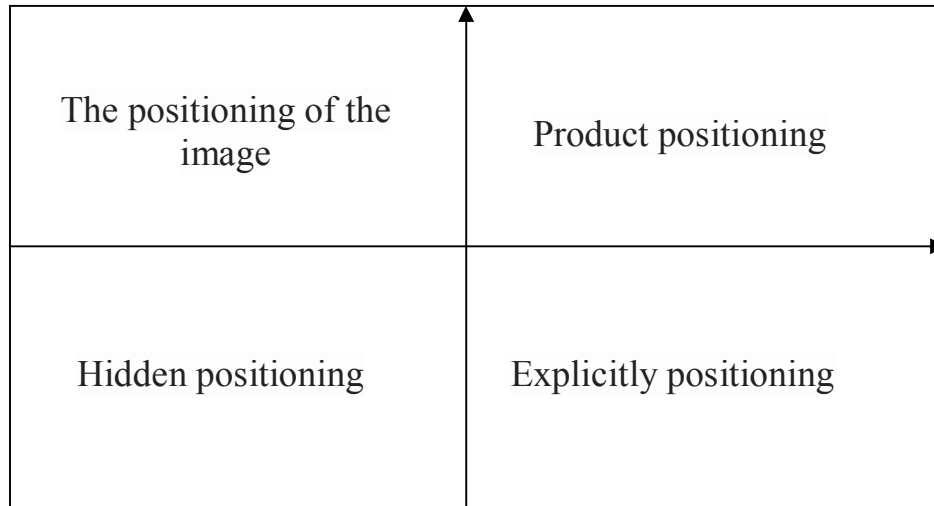 The positioning of the
image
Product positioning
Hidden positioning
Explicitly positioning